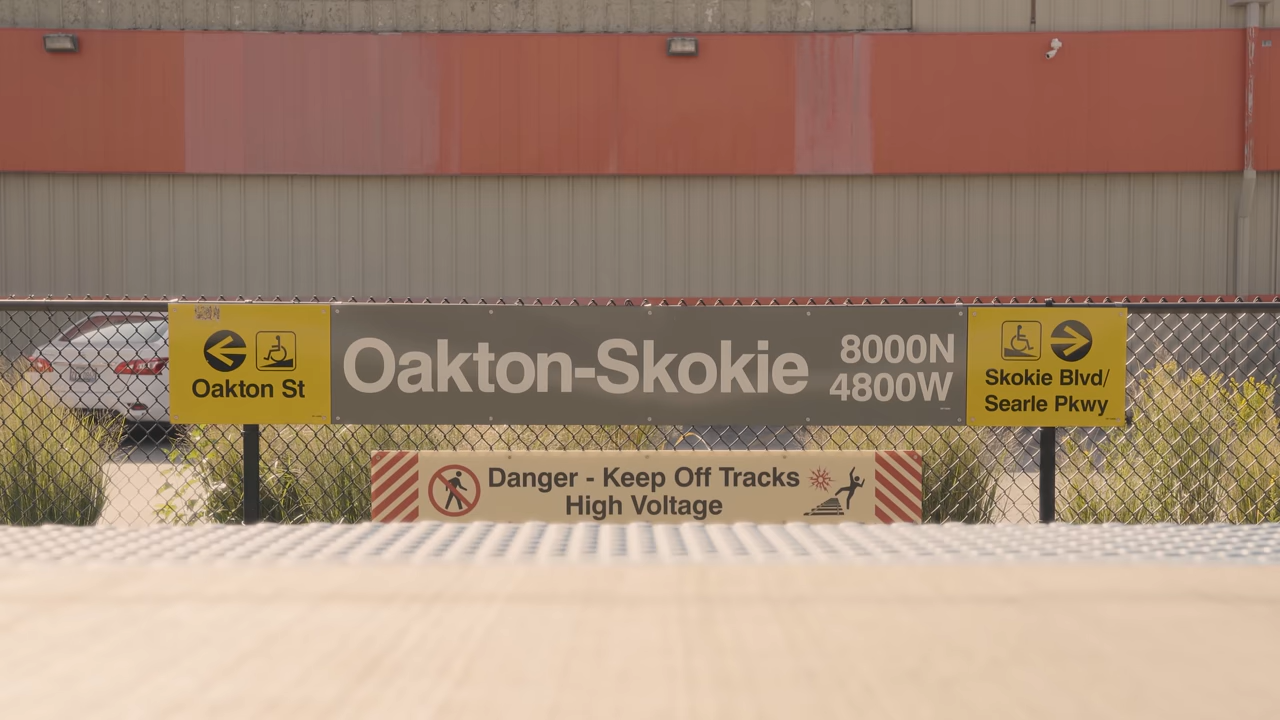 Oakton St
Oakton-Skokie
8000N
4800W
Skokie Blvd/
Searle Pkwy
Danger - Keep Off Tracks
High Voltage